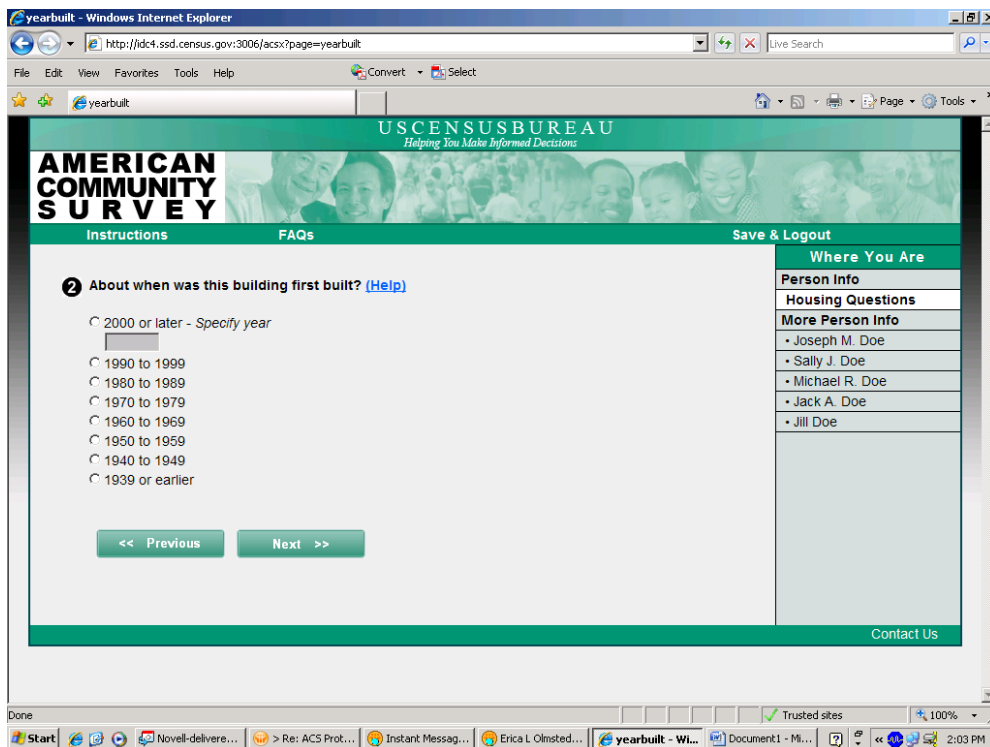 yearbuilt - Windows Internet Explorer
http://idc4.ssd.census.gov:3006/acsx?page=yearbuilt
Live Search
File Edit View Favorites Tools Help
Convert Select
yearbuilt
Page Tools
USCENSUSBUREAU
Helping You Make Informed Decisions
AMERICAN
COMMUNITY
SURVEY
Instructions FAQs Save & Logout
Where You Are
Person Info
Housing Questions
More Person Info
• Joseph M. Doe
• Sally J. Doe
• Michael R. Doe
• Jack A. Doe
• Jill Doe
2 About when was this building first built? (Help)
2000 or later - Specify year
1990 to 1999
1980 to 1989
1970 to 1979
1960 to 1969
1950 to 1959
1940 to 1949
1939 or earlier
<< Previous Next >>
Contact Us
Done Trusted sites 100%
Start Novell-delivere... > Re: ACS Prot... Instant Messag... Erica L Olmsted... yearbuilt - Wi... Document1 - Mi... 2:03 PM